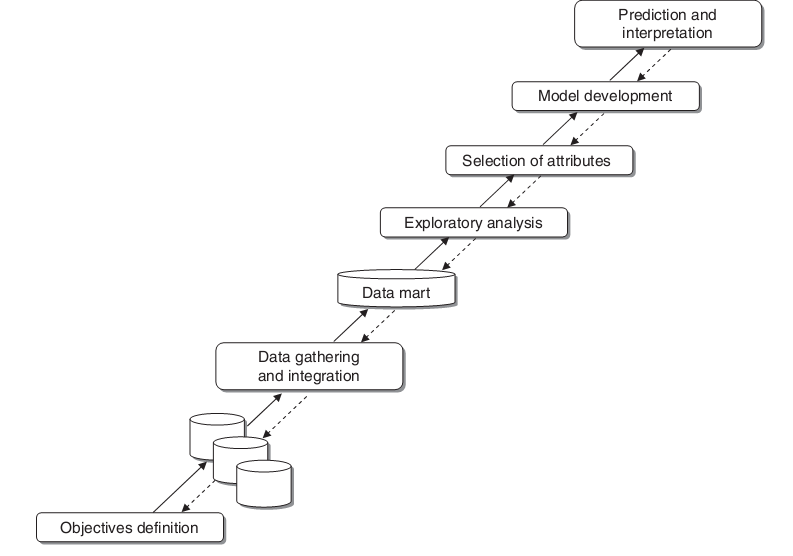 Prediction and
interpretation
Model development
Selection of attributes
Exploratory analysis
Data mart
Data gathering
and integration
Objectives definition